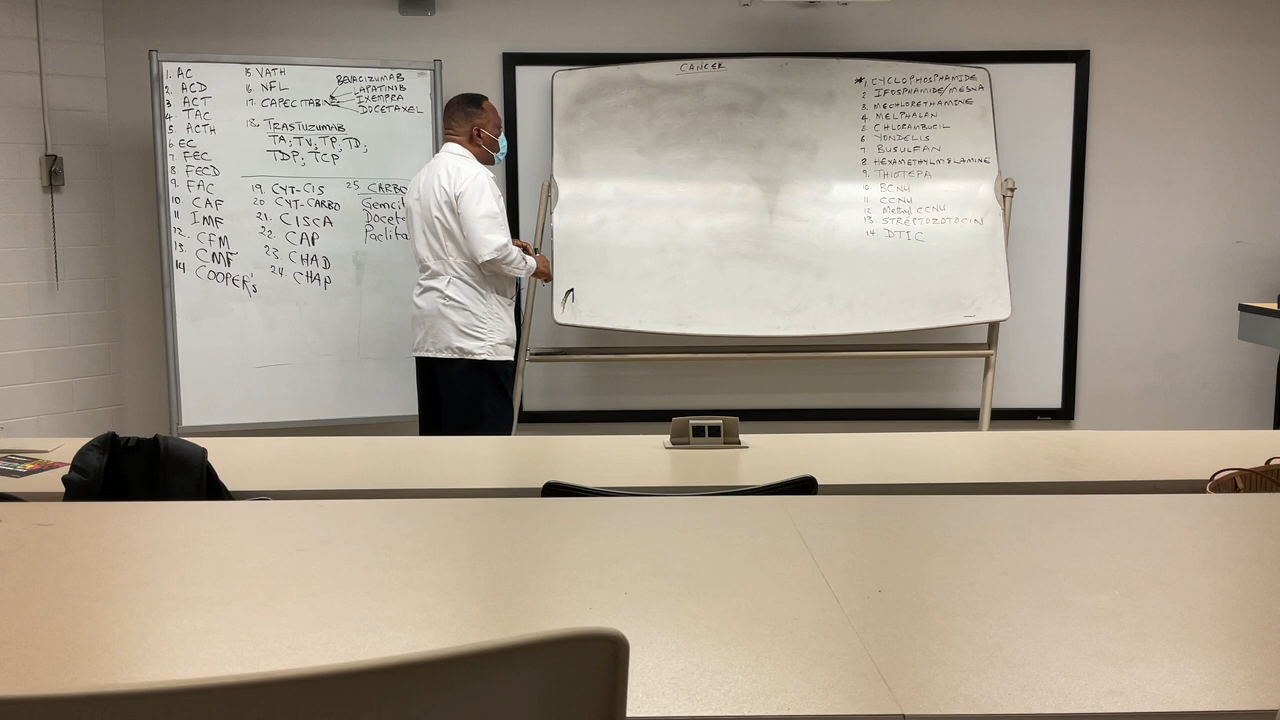 1. AC
2. ACD
3 ACT
4. TAC
5. ACTH
6 EC
7. FEC
8 FECD
9. FAC
10 CAF
11 IMF
12 CFM
13. CMF
14 COOPER's
15. VATH
16. NFL
17. CAPECITABINE
BEVACIZUMAB
LAPATINIB
IXEMPRA
DOCETAXEL
18. TRASTUZUMAB
TA, TV, TP, TD,
TDP, TCP
19. CYT-CIS
20. CYT-CARBO
21. CISCA
22. CAP
23. CHAD
24. CHAP
25 CARBO
Gemcit
Docet
Paclita
CANCER
*1. CYCLOPHOSPHAMIDE
2. IFOSPHAMIDE/MESNA
3. MECHLORETHAMINE
4. MELPHALAN
5 CHLORAMBUCIL
6 YONDELIS
7. BUSULFAN
8. HEXAMETHYLMELAMINE
9. THIOTEPA
10. BCNU
11. CCNU
12 Methyl CCNU
13. STREPTOZOTOCIN
14. DTIC